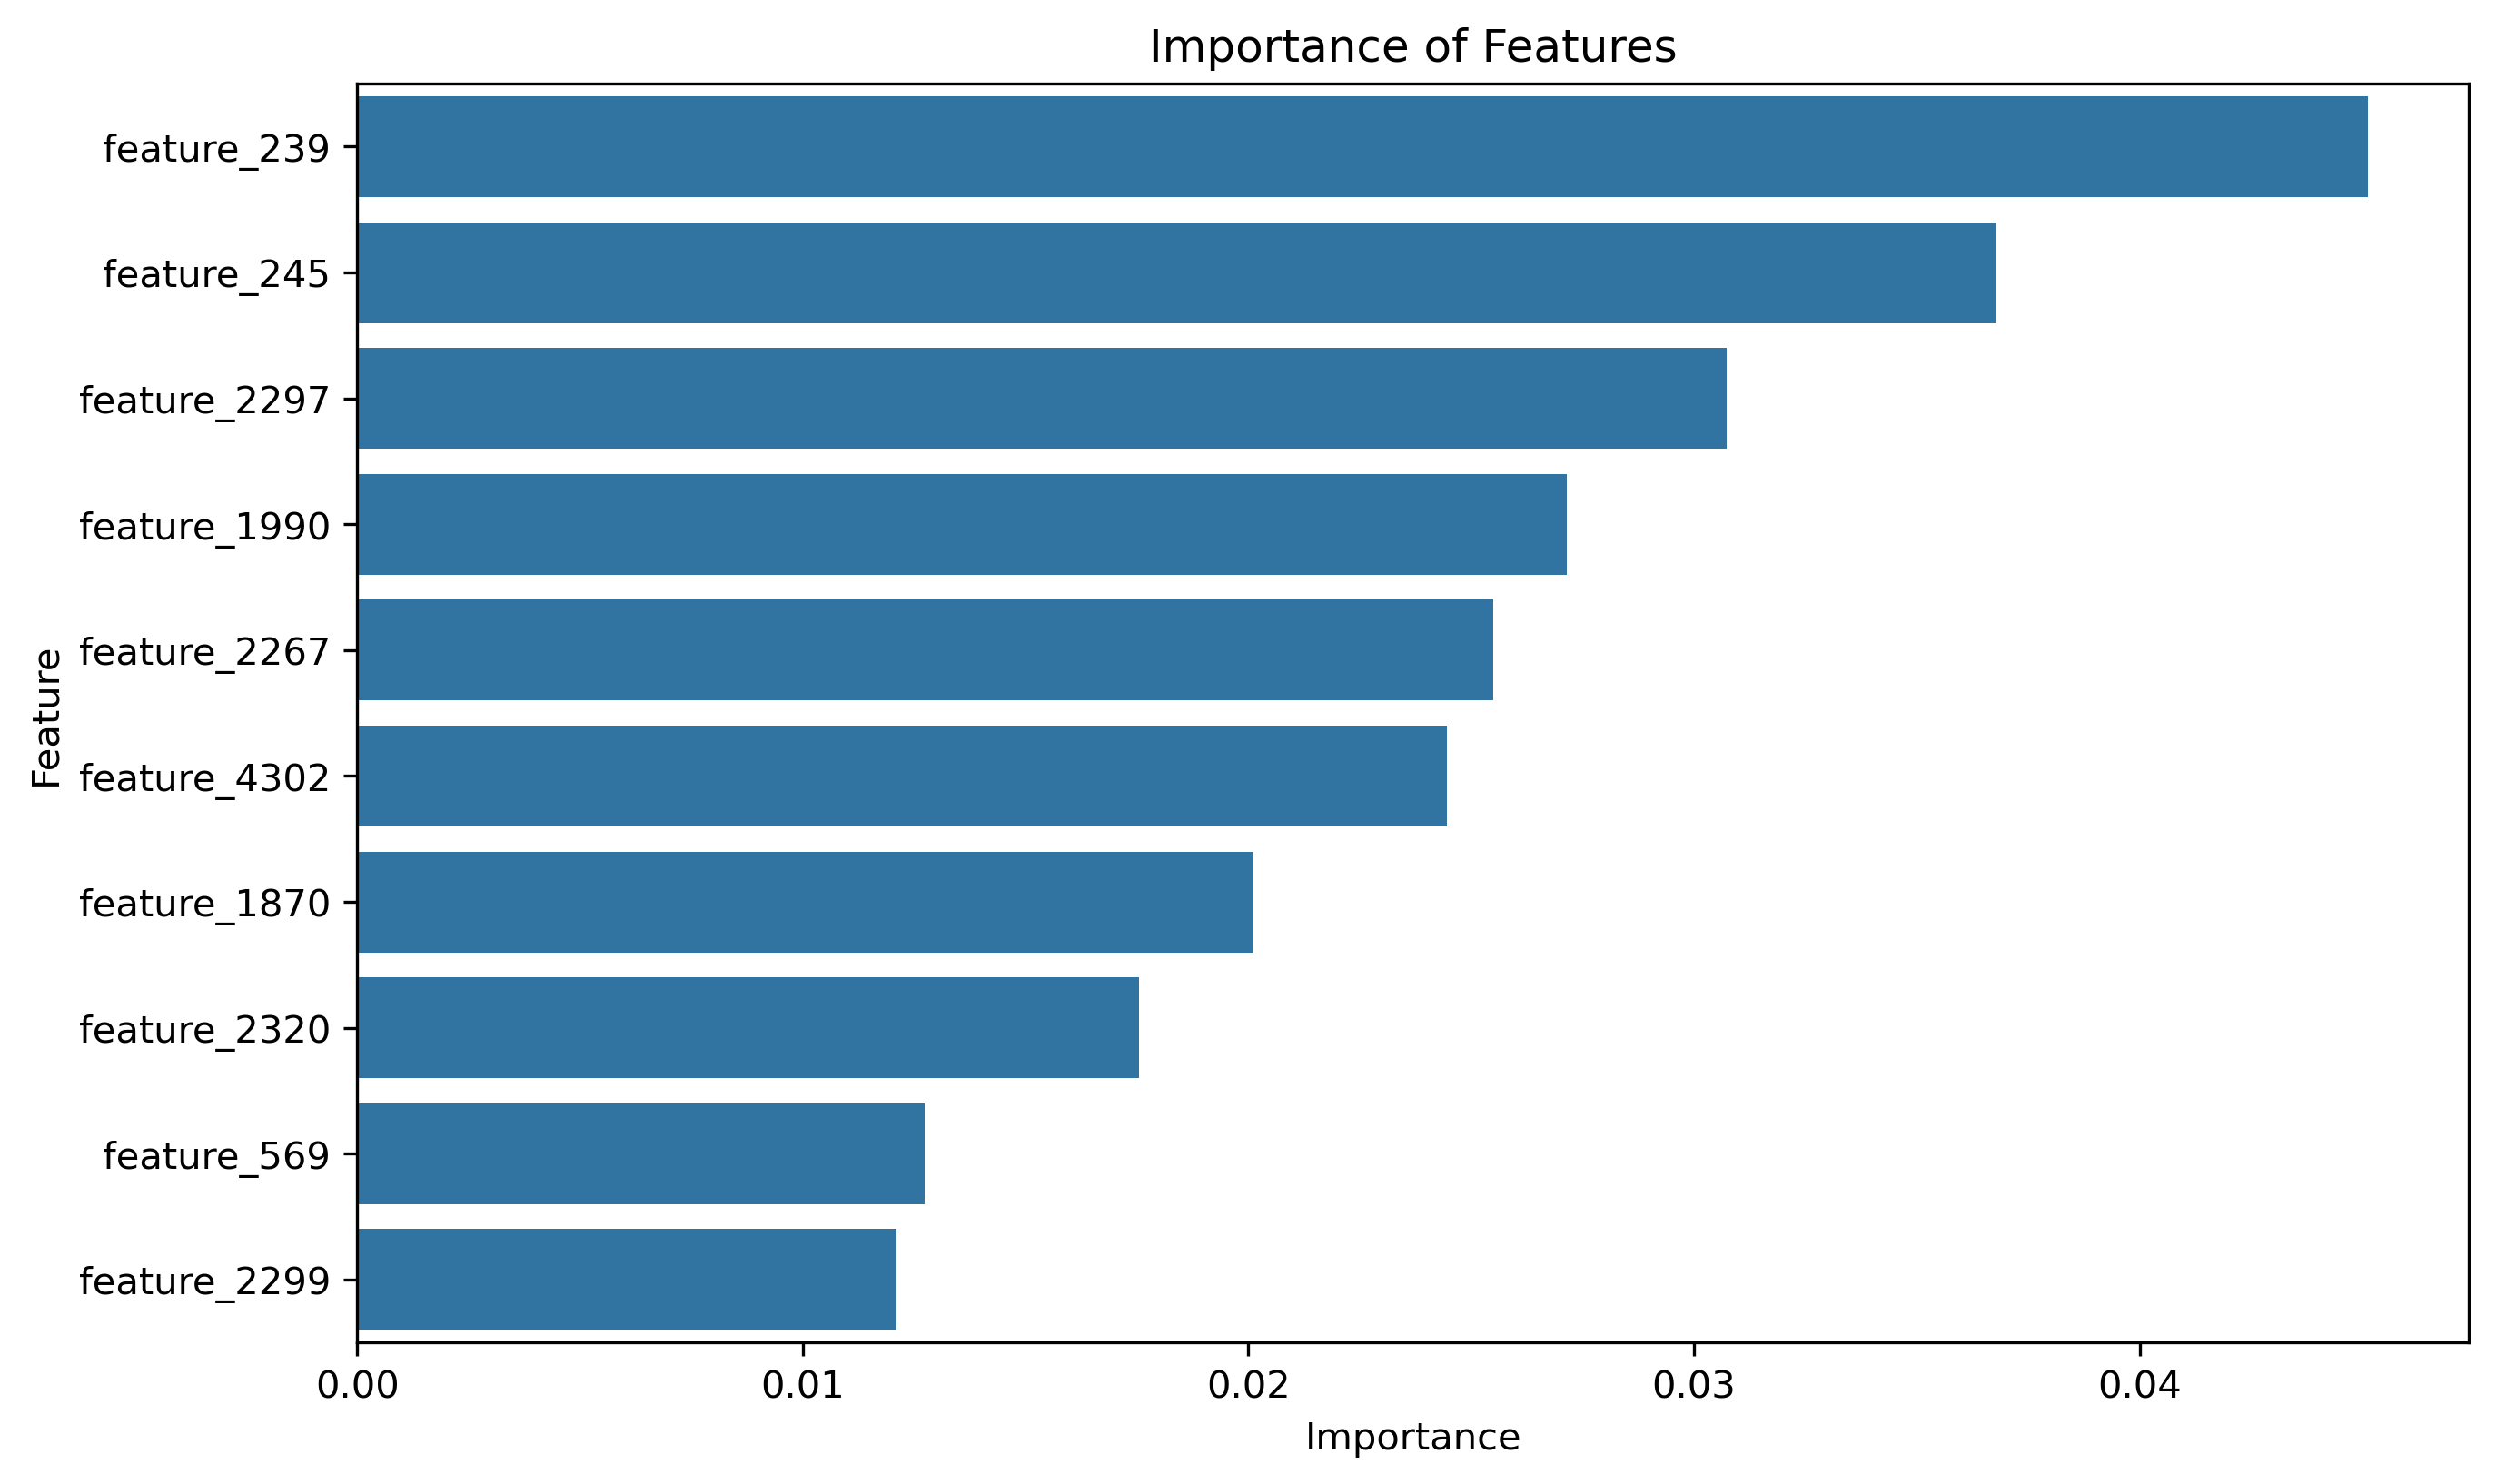 Importance of Features
feature_239
feature_245
feature_2297
feature_1990
feature_2267
feature_4302
feature_1870
feature_2320
feature_569
feature_2299
Feature
0.00 0.01 0.02 0.03 0.04
Importance